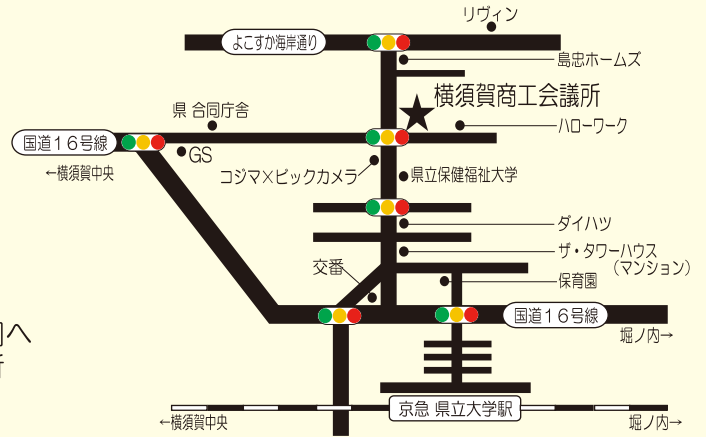 リヴィン
よこすか海岸通り
島忠ホームズ
横須賀商工会議所
県 合同庁舎
ハローワーク
国道16号線
GS
←横須賀中央
コジマ×ビックカメラ
県立保健福祉大学
ダイハツ
ザ・タワーハウス
(マンション)
交番
保育園
国道16号線
堀ノ内→
へ
京急 県立大学駅
←横須賀中央
堀ノ内→